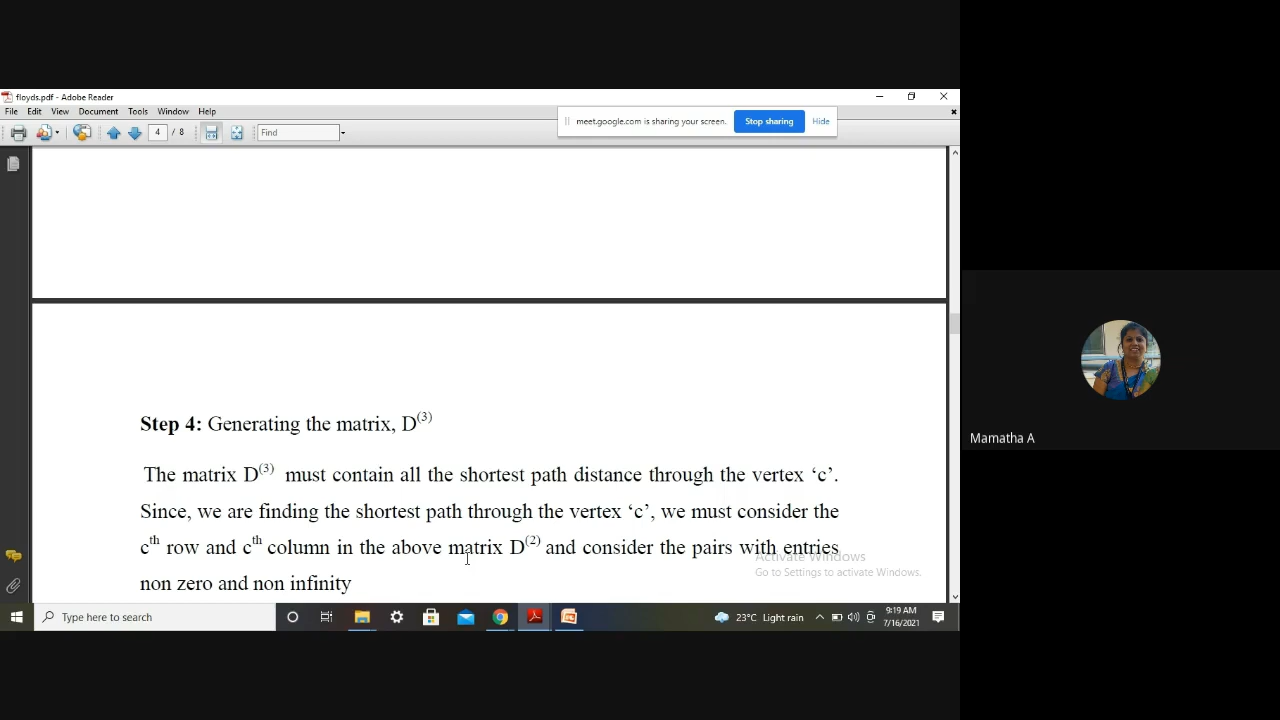 floyds.pdf - Adobe Reader
File Edit View Document Tools Window Help
meet.google.com is sharing your screen. Stop sharing Hide
4 / 8 Find
Step 4: Generating the matrix, D(3)
The matrix D(3) must contain all the shortest path distance through the vertex ‘c’.
Since, we are finding the shortest path through the vertex ‘c’, we must consider the
cth row and cth column in the above matrix D(2) and consider the pairs with entries
non zero and non infinity
Activate Windows
Go to Settings to activate Windows.
Mamatha A
Type here to search
23°C Light rain
9:19 AM
7/16/2021